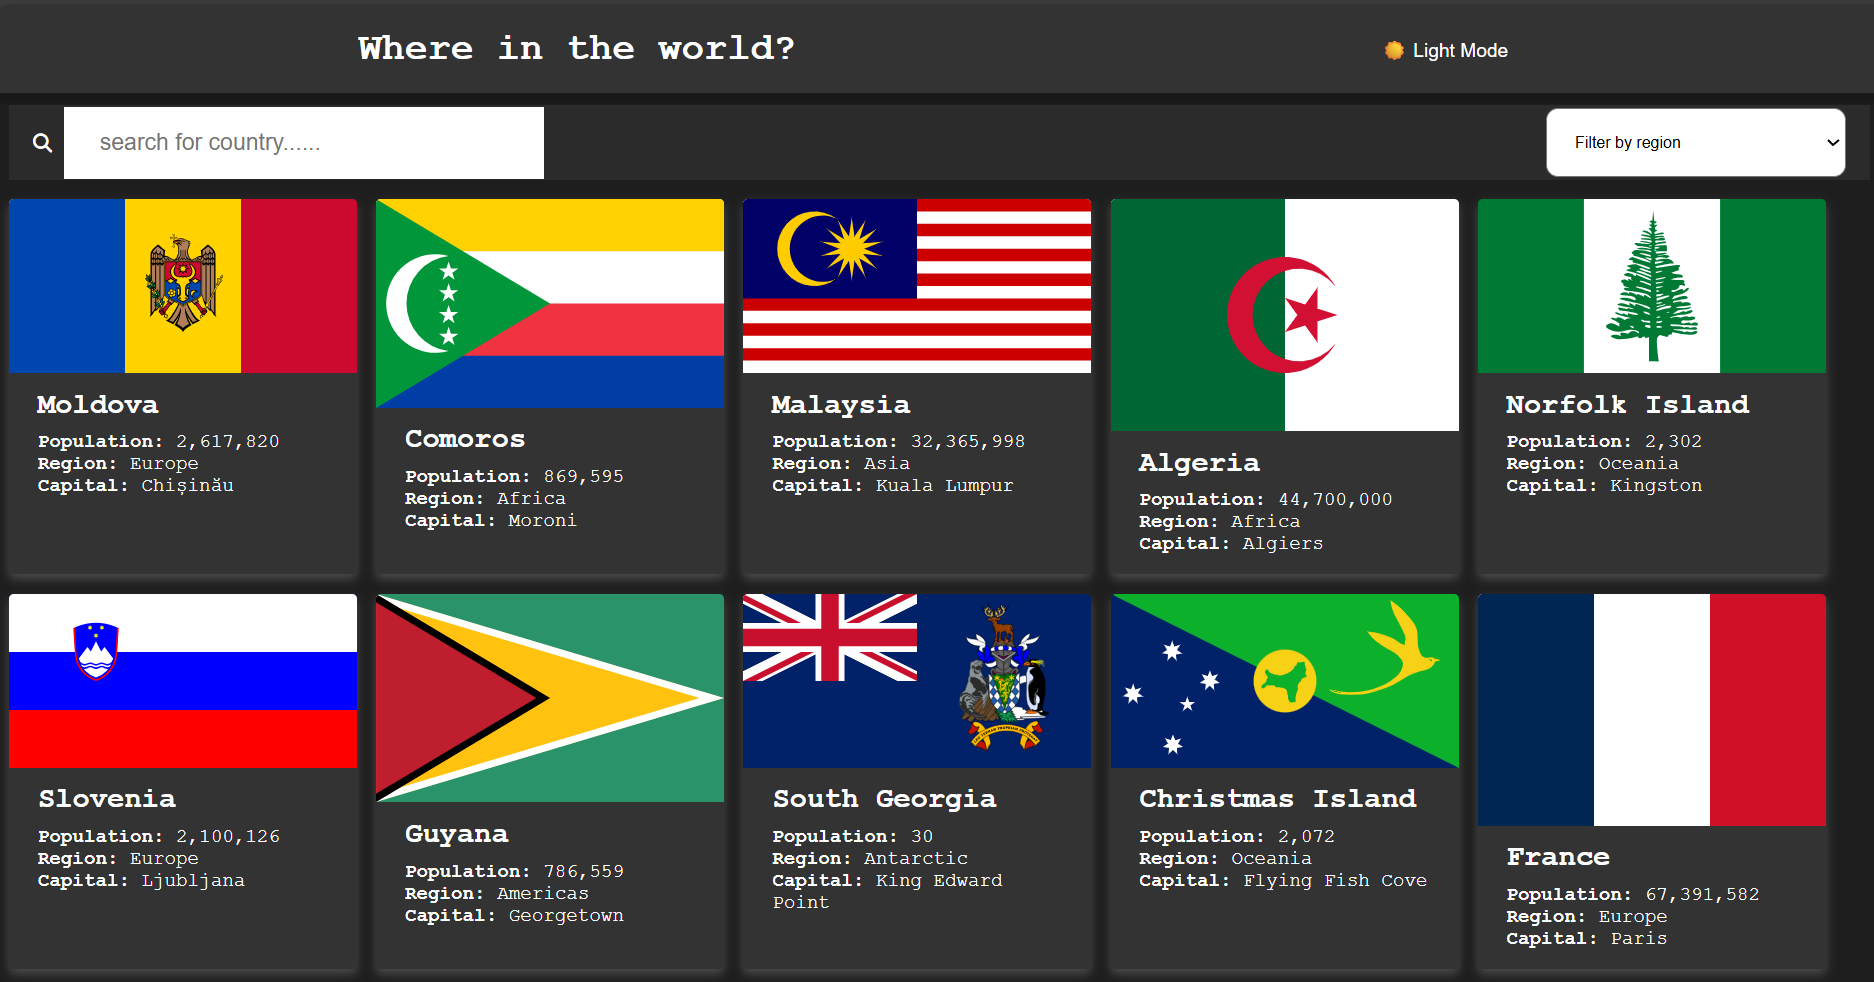 Where in the world?
Light Mode
search for country......
Filter by region
Moldova
Population: 2,617,820
Region: Europe
Capital: Chișinău
Comoros
Population: 869,595
Region: Africa
Capital: Moroni
Malaysia
Population: 32,365,998
Region: Asia
Capital: Kuala Lumpur
Algeria
Population: 44,700,000
Region: Africa
Capital: Algiers
Norfolk Island
Population: 2,302
Region: Oceania
Capital: Kingston
Slovenia
Population: 2,100,126
Region: Europe
Capital: Ljubljana
Guyana
Population: 786,559
Region: Americas
Capital: Georgetown
South Georgia
Population: 30
Region: Antarctic
Capital: King Edward
Point
Christmas Island
Population: 2,072
Region: Oceania
Capital: Flying Fish Cove
France
Population: 67,391,582
Region: Europe
Capital: Paris